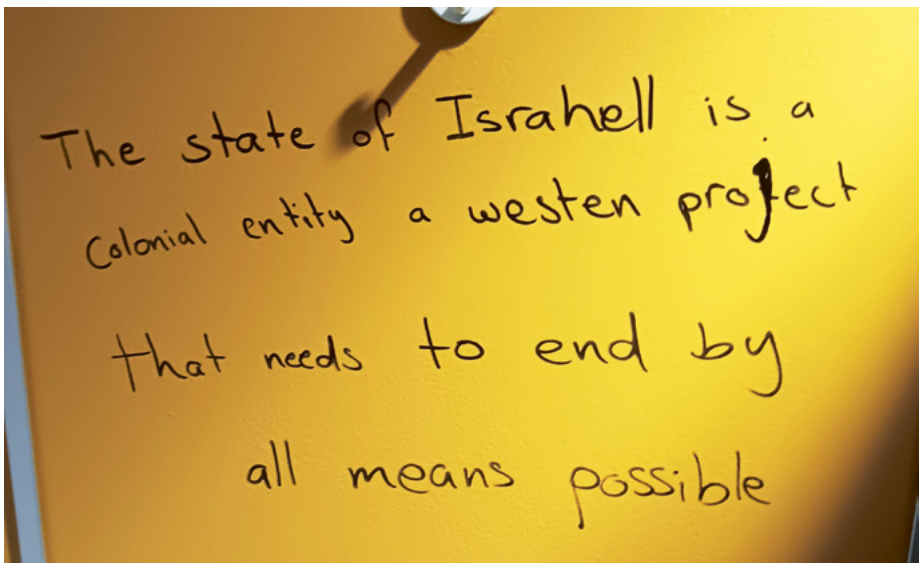 The state of Israhell is a
Colonial entity a westen project
that needs to end by
all means possible